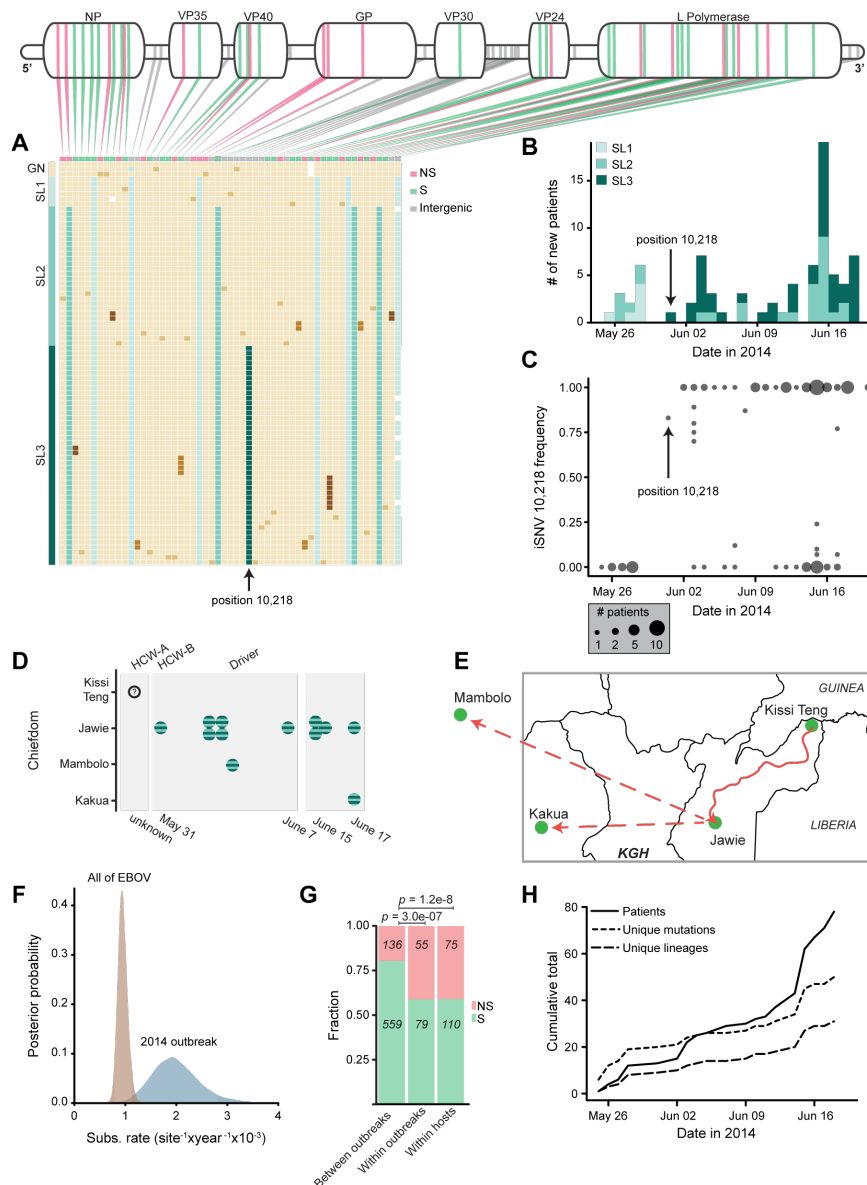 NP VP35 VP40 GP VP30 VP24 L Polymerase
5' 3'
A
GN
SL1
SL2
SL3
NS
S
Intergenic
position 10,218
B
SL1
SL2
SL3
# of new patients
15
10
5
0
position 10,218
May 26 Jun 02 Jun 09 Jun 16
Date in 2014
C
iSNV 10,218 frequency
1.00
0.75
0.50
0.25
0.00
position 10,218
May 26 Jun 02 Jun 09 Jun 16
Date in 2014
# patients
1 2 5 10
D
HCW-A
HCW-B
Driver
Chiefdom
Kissi
Teng
?
Jawie
Mambolo
Kakua
unknown
May 31
June 7
June 15
June 17
E
Mambolo
GUINEA
Kissi Teng
Kakua
KGH
Jawie
LIBERIA
F
All of EBOV
Posterior probability
0.4
0.3
0.2
0.1
0.0
2014 outbreak
0 1 2 3 4
Subs. rate (site⁻¹xyear⁻¹x10⁻³)
G
p = 1.2e-8
p = 3.0e-07
Fraction
1.00
0.75
0.50
0.25
136 55 75
559 79 110
NS
S
Between outbreaks
Within outbreaks
Within hosts
H
Cumulative total
80
60
40
20
0
Patients
Unique mutations
Unique lineages
May 26 Jun 02 Jun 09 Jun 16
Date in 2014